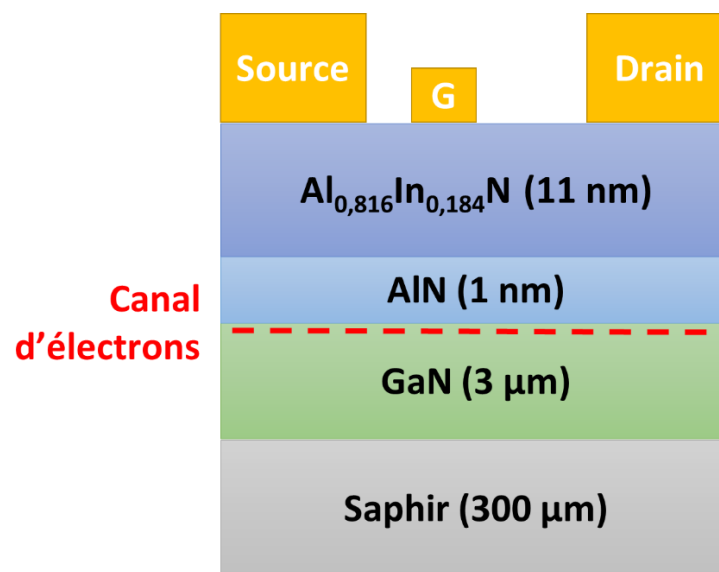 Source
G
Drain
Al₀,₈₁₆In₀,₁₈₄N (11 nm)
AlN (1 nm)
Canal
d’électrons
GaN (3 µm)
Saphir (300 µm)